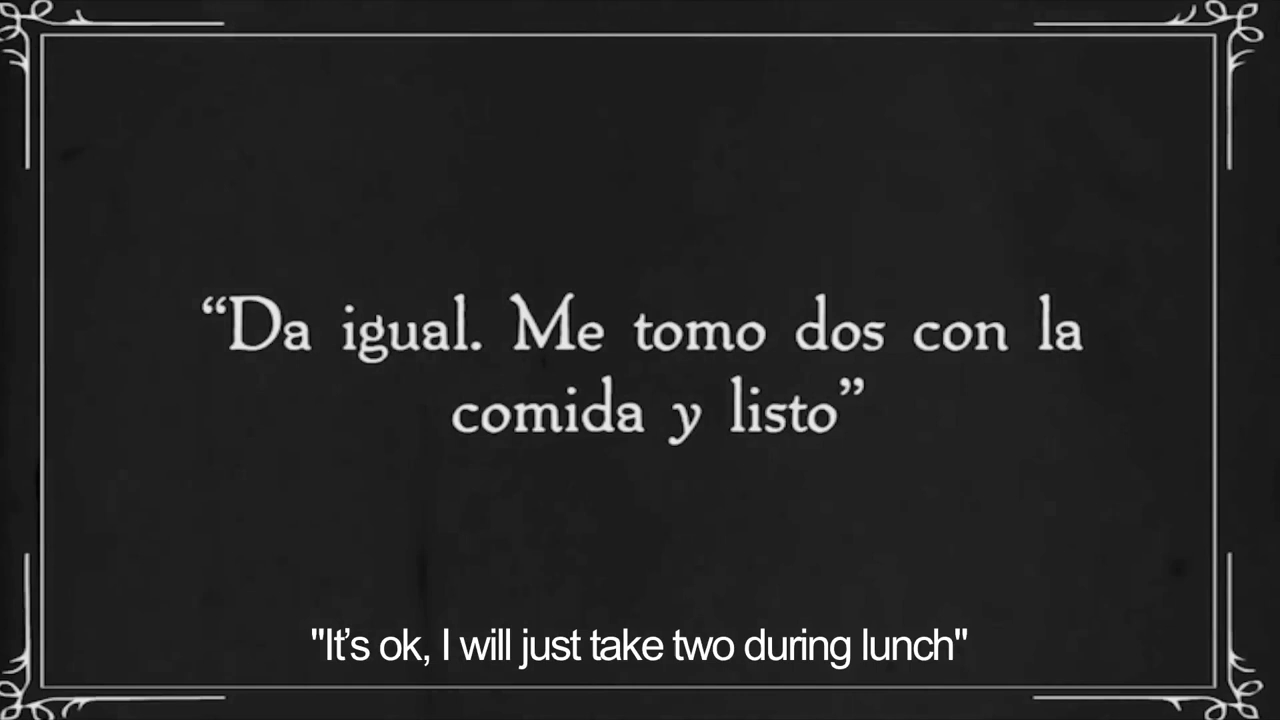 “Da igual. Me tomo dos con la
comida y listo”
"It's ok, I will just take two during lunch"